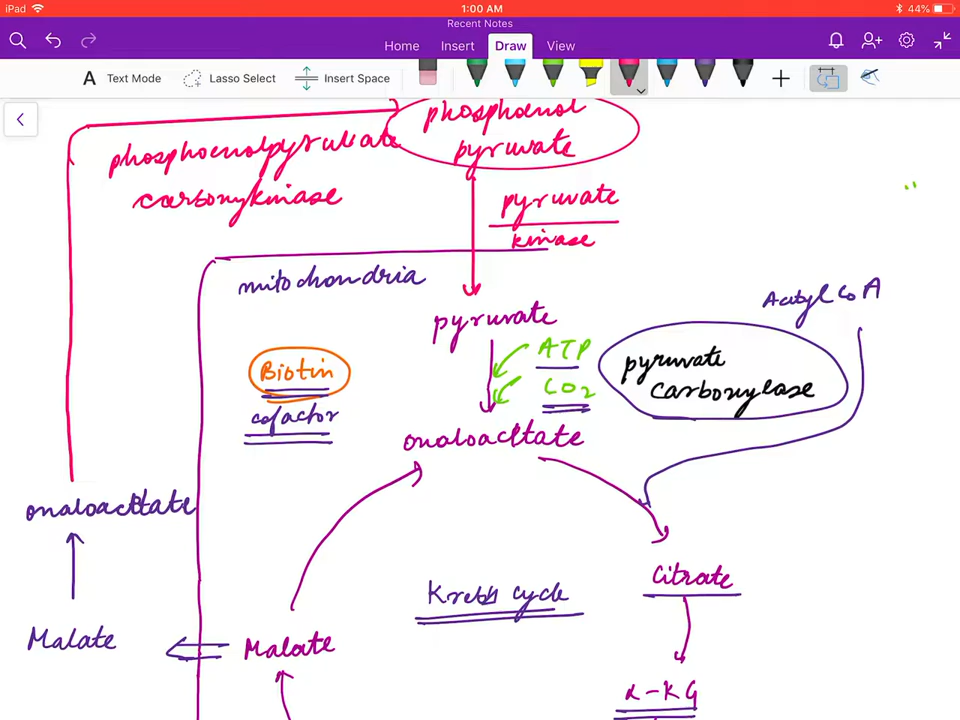 iPad
1:00 AM
44%
Recent Notes
Home Insert Draw View
A Text Mode Lasso Select Insert Space
phosphoenol
pyruvate
phosphoenolpyruvate
carboxykinase
pyruvate
kinase
mitochondria
Acetyl CoA
pyruvate
ATP
CO2
pyruvate
carboxylase
Biotin
cofactor
oxaloacetate
oxaloacetate
Citrate
Krebs cycle
Malate
Malate
α-KG